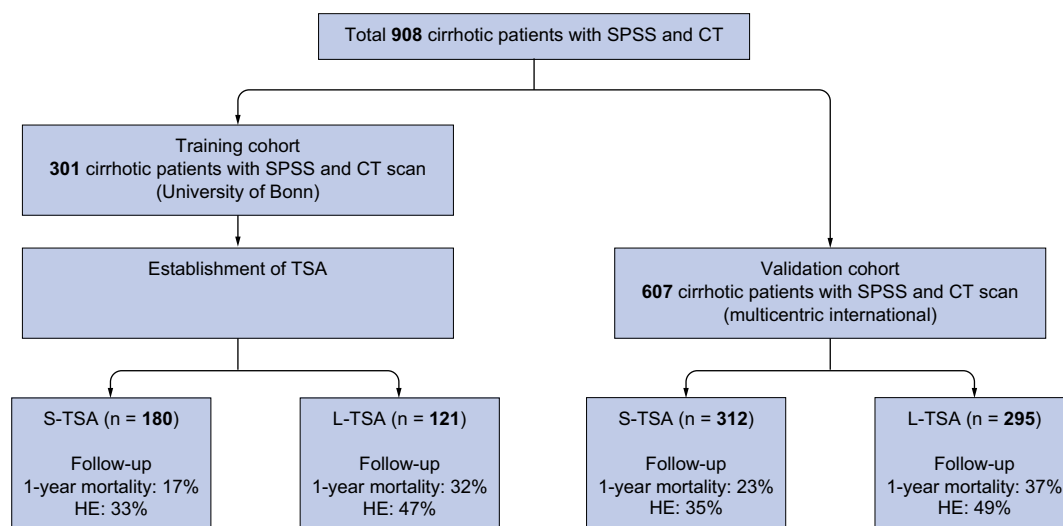 Total 908 cirrhotic patients with SPSS and CT
Training cohort
301 cirrhotic patients with SPSS and CT scan
(University of Bonn)
Establishment of TSA
Validation cohort
607 cirrhotic patients with SPSS and CT scan
(multicentric international)
S-TSA (n = 180)
Follow-up
1-year mortality: 17%
HE: 33%
L-TSA (n = 121)
Follow-up
1-year mortality: 32%
HE: 47%
S-TSA (n = 312)
Follow-up
1-year mortality: 23%
HE: 35%
L-TSA (n = 295)
Follow-up
1-year mortality: 37%
HE: 49%